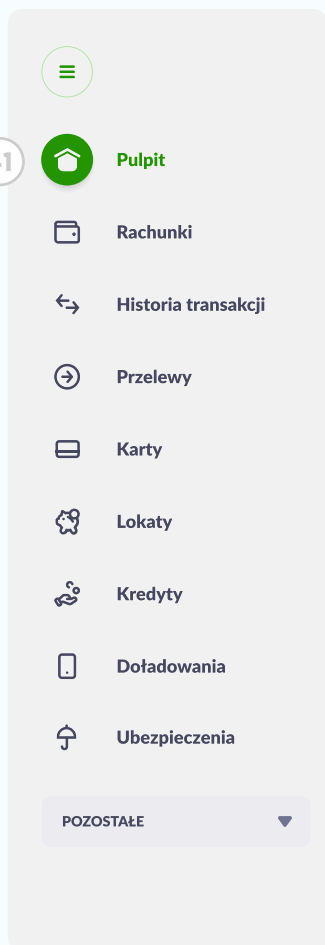 Pulpit
Rachunki
Historia transakcji
Przelewy
Karty
Lokaty
Kredyty
Doładowania
Ubezpieczenia
POZOSTAŁE